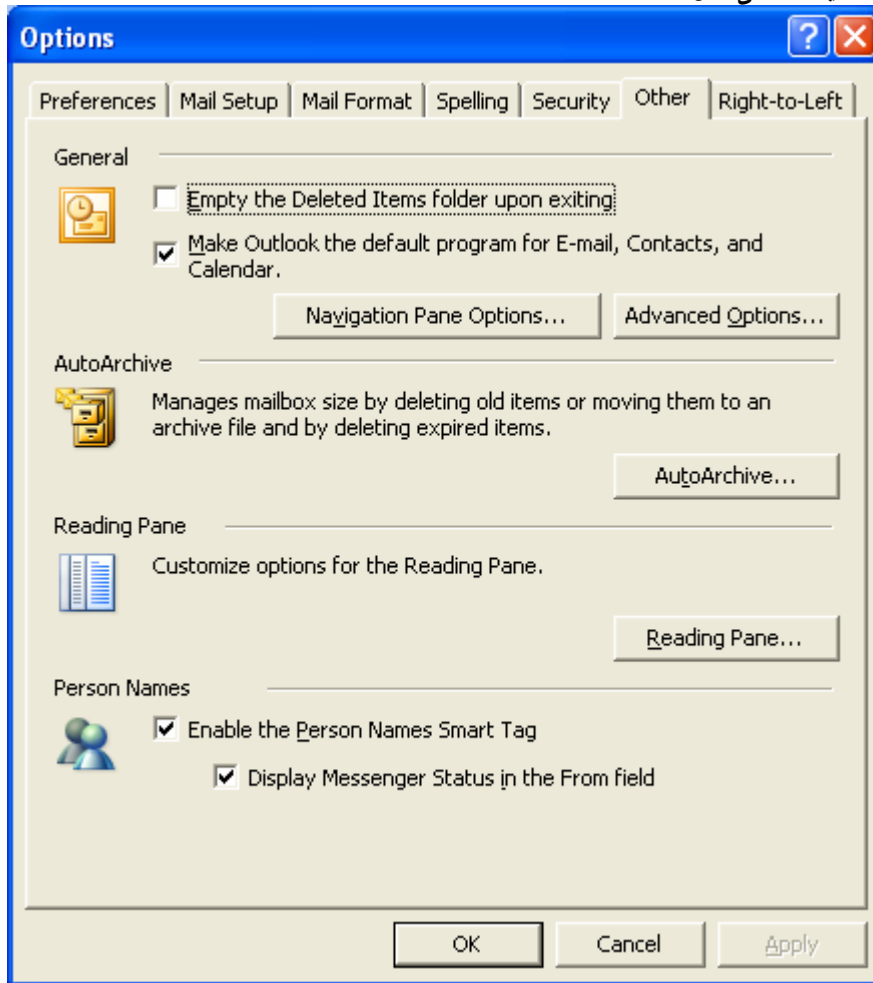 Options
Preferences Mail Setup Mail Format Spelling Security Other Right-to-Left
General
Empty the Deleted Items folder upon exiting
Make Outlook the default program for E-mail, Contacts, and
Calendar.
Navigation Pane Options... Advanced Options...
AutoArchive
Manages mailbox size by deleting old items or moving them to an
archive file and by deleting expired items.
AutoArchive...
Reading Pane
Customize options for the Reading Pane.
Reading Pane...
Person Names
Enable the Person Names Smart Tag
Display Messenger Status in the From field
OK Cancel Apply